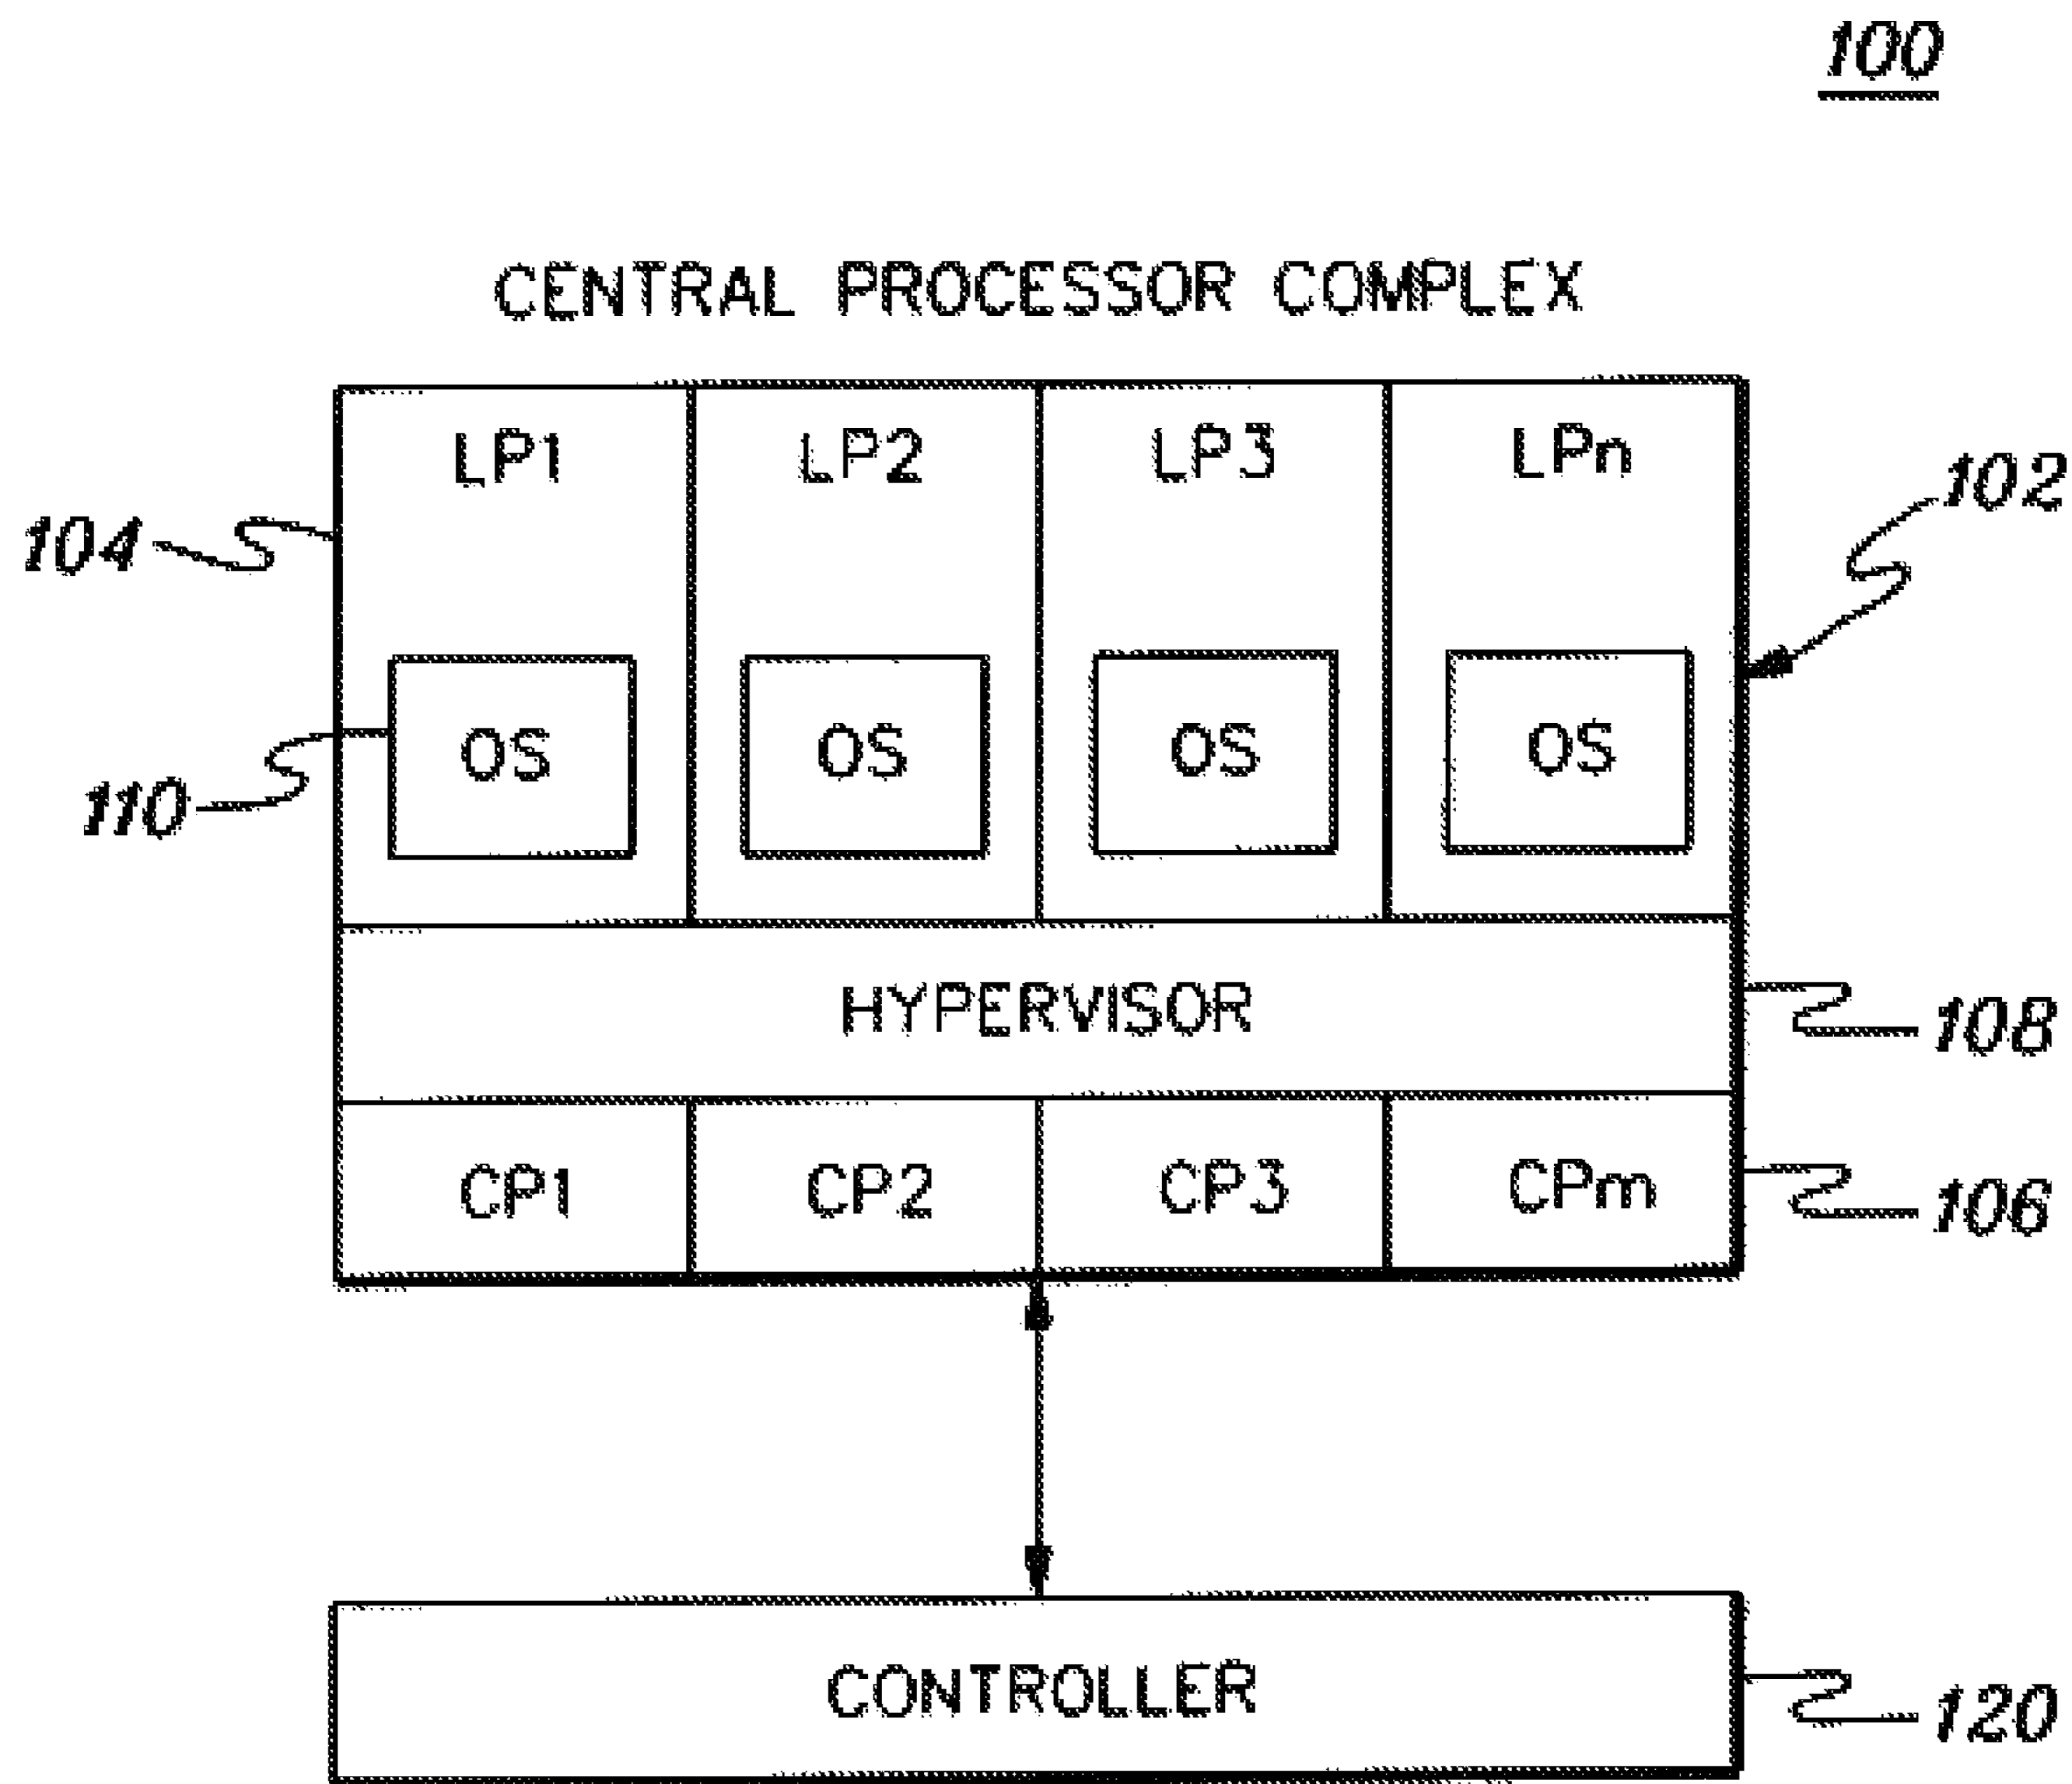 100
CENTRAL PROCESSOR COMPLEX
LP1 LP2 LP3 LPn
102
104
OS OS OS OS
110
HYPERVISOR
108
CP1 CP2 CP3 CPm
106
CONTROLLER
120